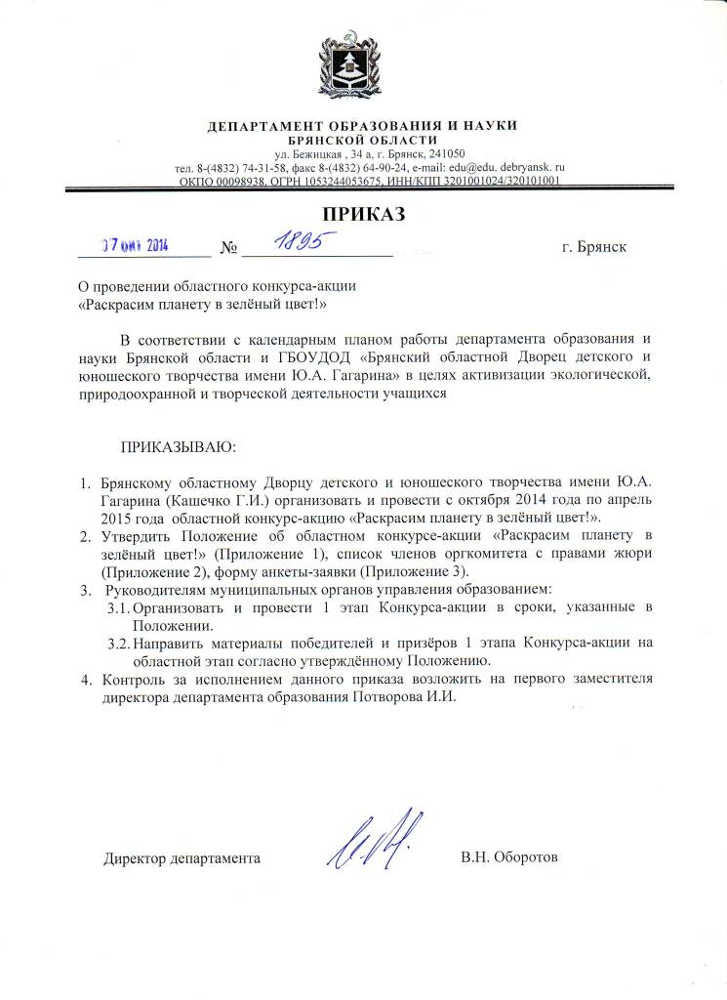 ДЕПАРТАМЕНТ ОБРАЗОВАНИЯ И НАУКИ
БРЯНСКОЙ ОБЛАСТИ
ул. Бежицкая , 34 а, г. Брянск, 241050
тел. 8-(4832) 74-31-58, факс 8-(4832) 64-90-24, e-mail: edu@edu. debryansk. ru
ОКПО 00098938, ОГРН 1053244053675, ИНН/КПП 3201001024/320101001
ПРИКАЗ
07 ОКТ 2014 № 1895 г. Брянск
О проведении областного конкурса-акции
«Раскрасим планету в зелёный цвет!»
В соответствии с календарным планом работы департамента образования и
науки Брянской области и ГБОУДОД «Брянский областной Дворец детского и
юношеского творчества имени Ю.А. Гагарина» в целях активизации экологической,
природоохранной и творческой деятельности учащихся
ПРИКАЗЫВАЮ:
1. Брянскому областному Дворцу детского и юношеского творчества имени Ю.А.
Гагарина (Кашечко Г.И.) организовать и провести с октября 2014 года по апрель
2015 года областной конкурс-акцию «Раскрасим планету в зелёный цвет!».
2. Утвердить Положение об областном конкурсе-акции «Раскрасим планету в
зелёный цвет!» (Приложение 1), список членов оргкомитета с правами жюри
(Приложение 2), форму анкеты-заявки (Приложение 3).
3. Руководителям муниципальных органов управления образованием:
3.1. Организовать и провести 1 этап Конкурса-акции в сроки, указанные в
Положении.
3.2. Направить материалы победителей и призёров 1 этапа Конкурса-акции на
областной этап согласно утверждённому Положению.
4. Контроль за исполнением данного приказа возложить на первого заместителя
директора департамента образования Потворова И.И.
Директор департамента В.Н. Оборотов